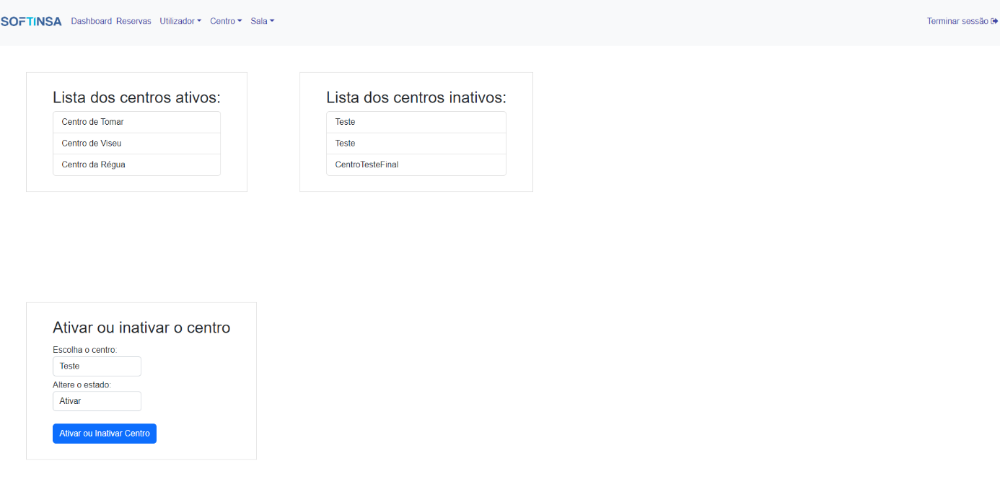 SOFTINSA Dashboard Reservas Utilizador Centro Sala Terminar sessão
Lista dos centros ativos:
Centro de Tomar
Centro de Viseu
Centro da Régua
Lista dos centros inativos:
Teste
Teste
CentroTesteFinal
Ativar ou inativar o centro
Escolha o centro:
Teste
Altere o estado:
Ativar
Ativar ou Inativar Centro